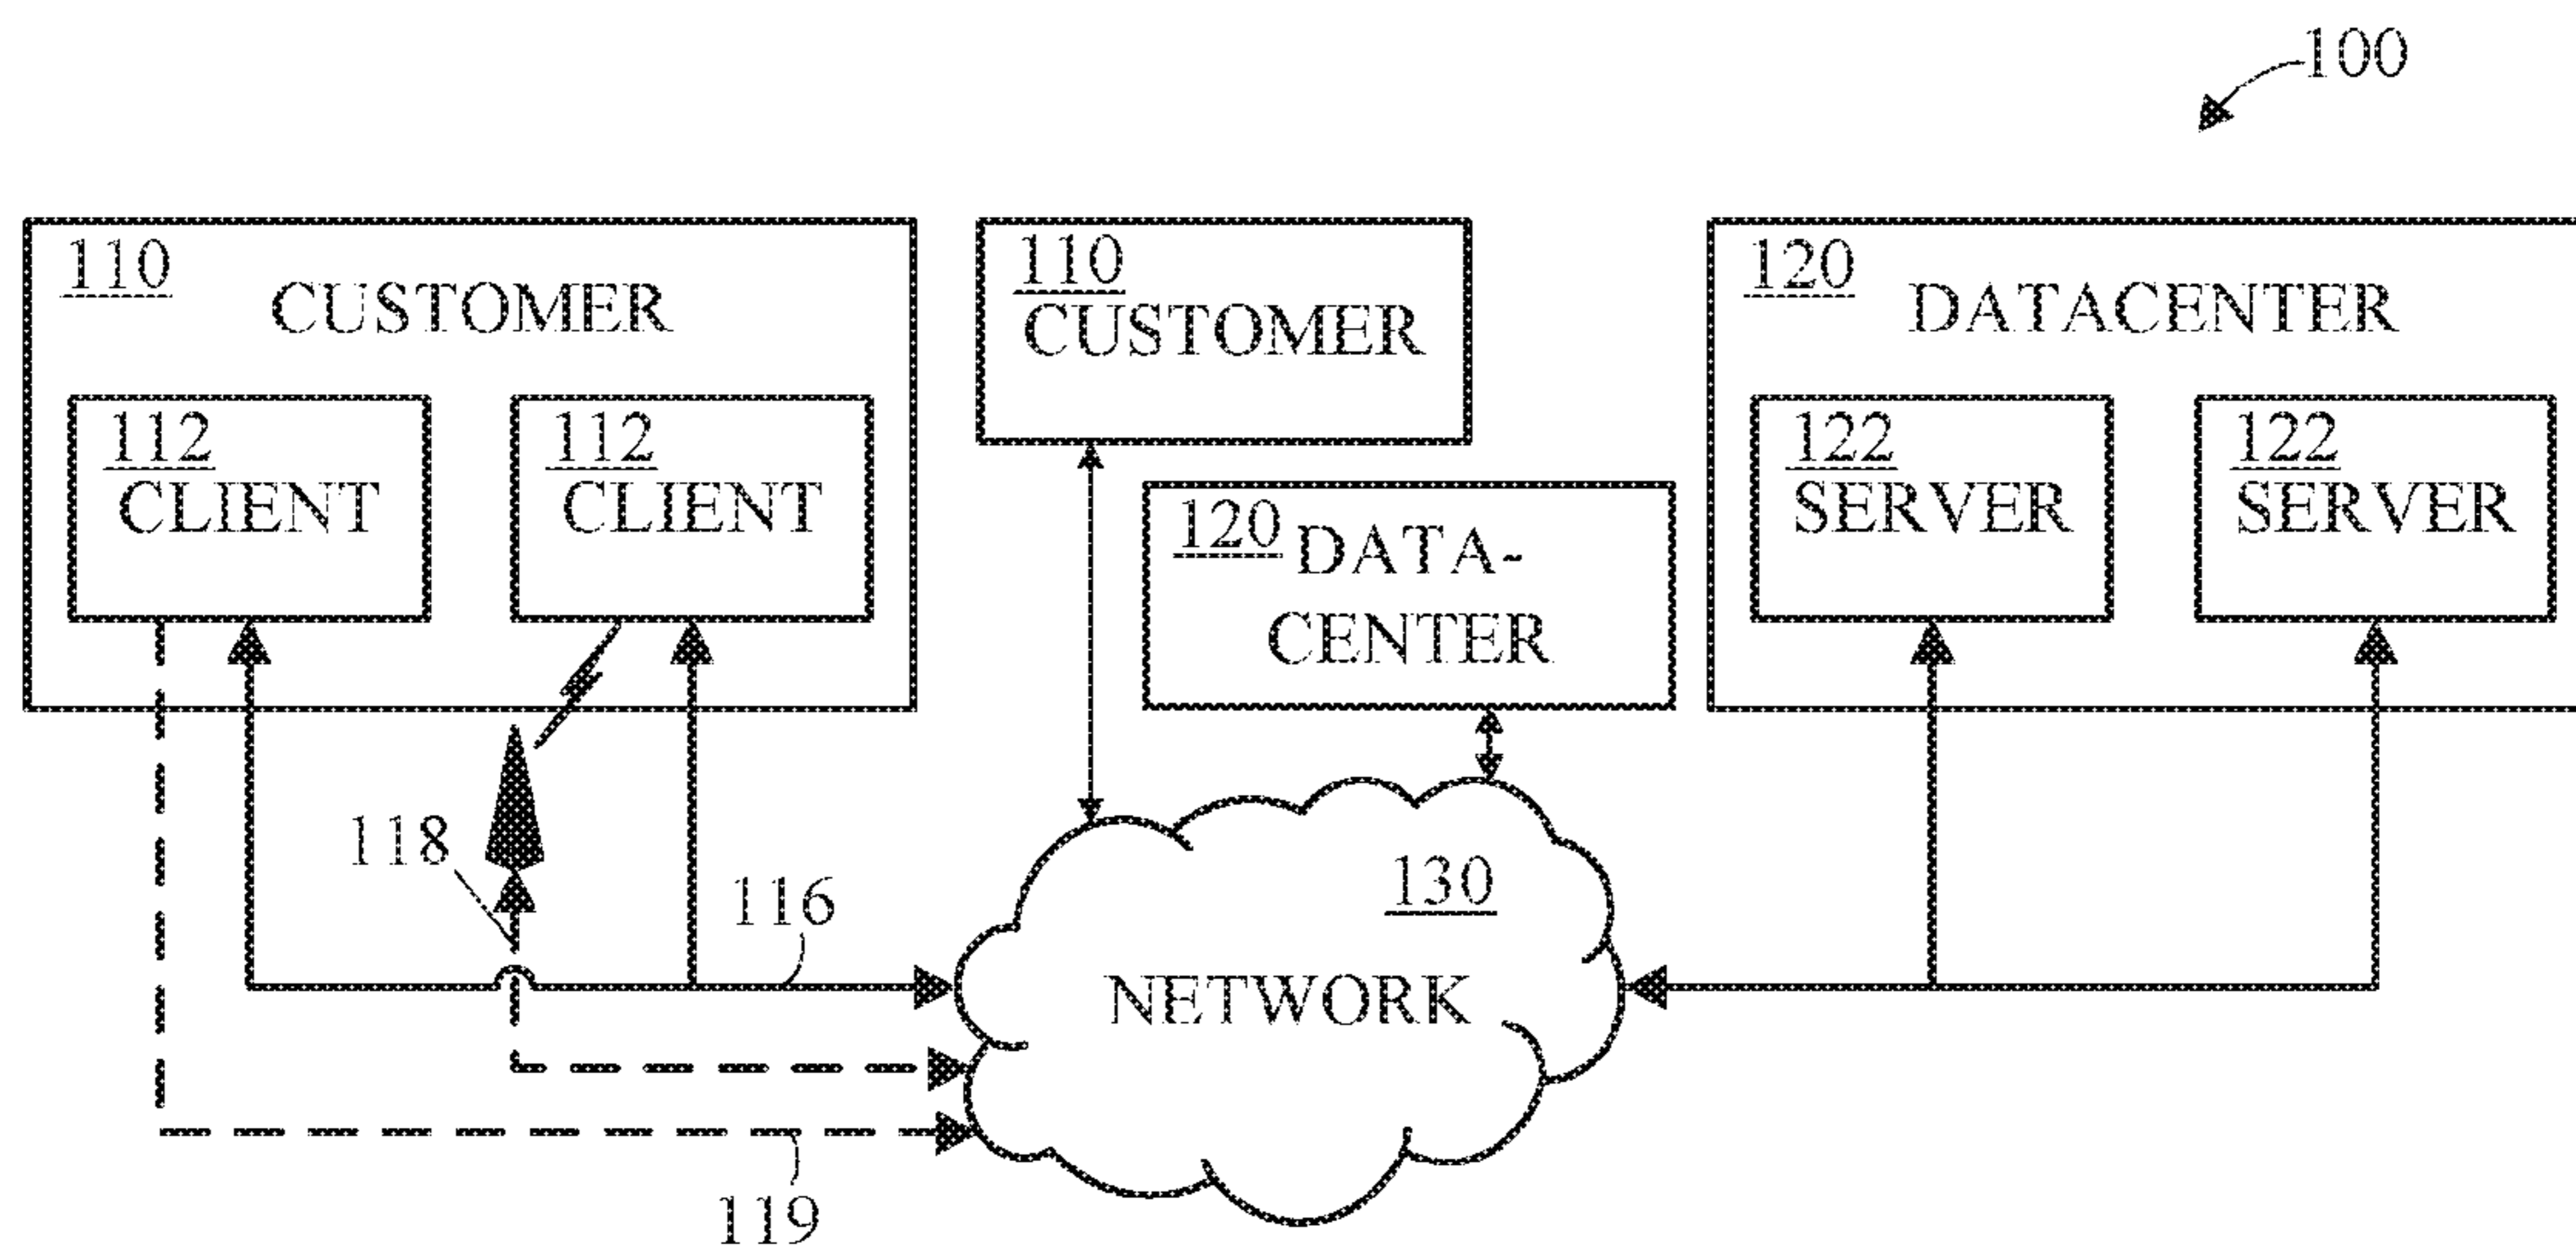 100
110
CUSTOMER
112
CLIENT
112
CLIENT
110
CUSTOMER
120
DATA-
CENTER
120
DATACENTER
122
SERVER
122
SERVER
118
116
130
NETWORK
119